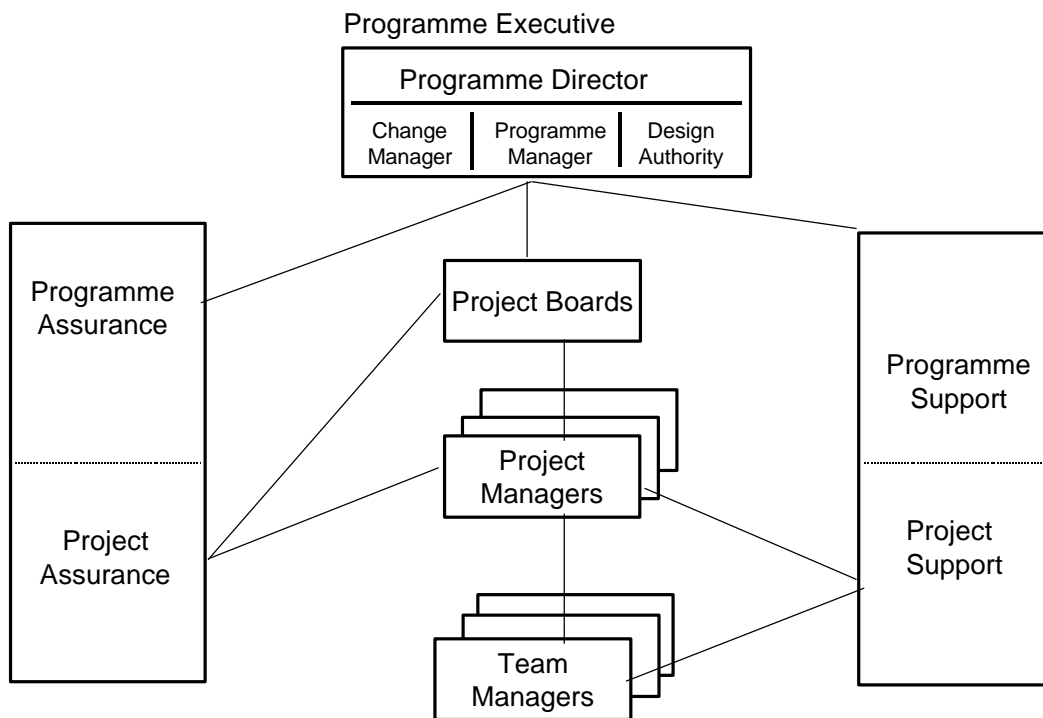 Programme Executive
Programme Director
Change
Manager
Programme
Manager
Design
Authority
Programme
Assurance
Project Boards
Programme
Support
Project
Managers
Project
Assurance
Project
Support
Team
Managers